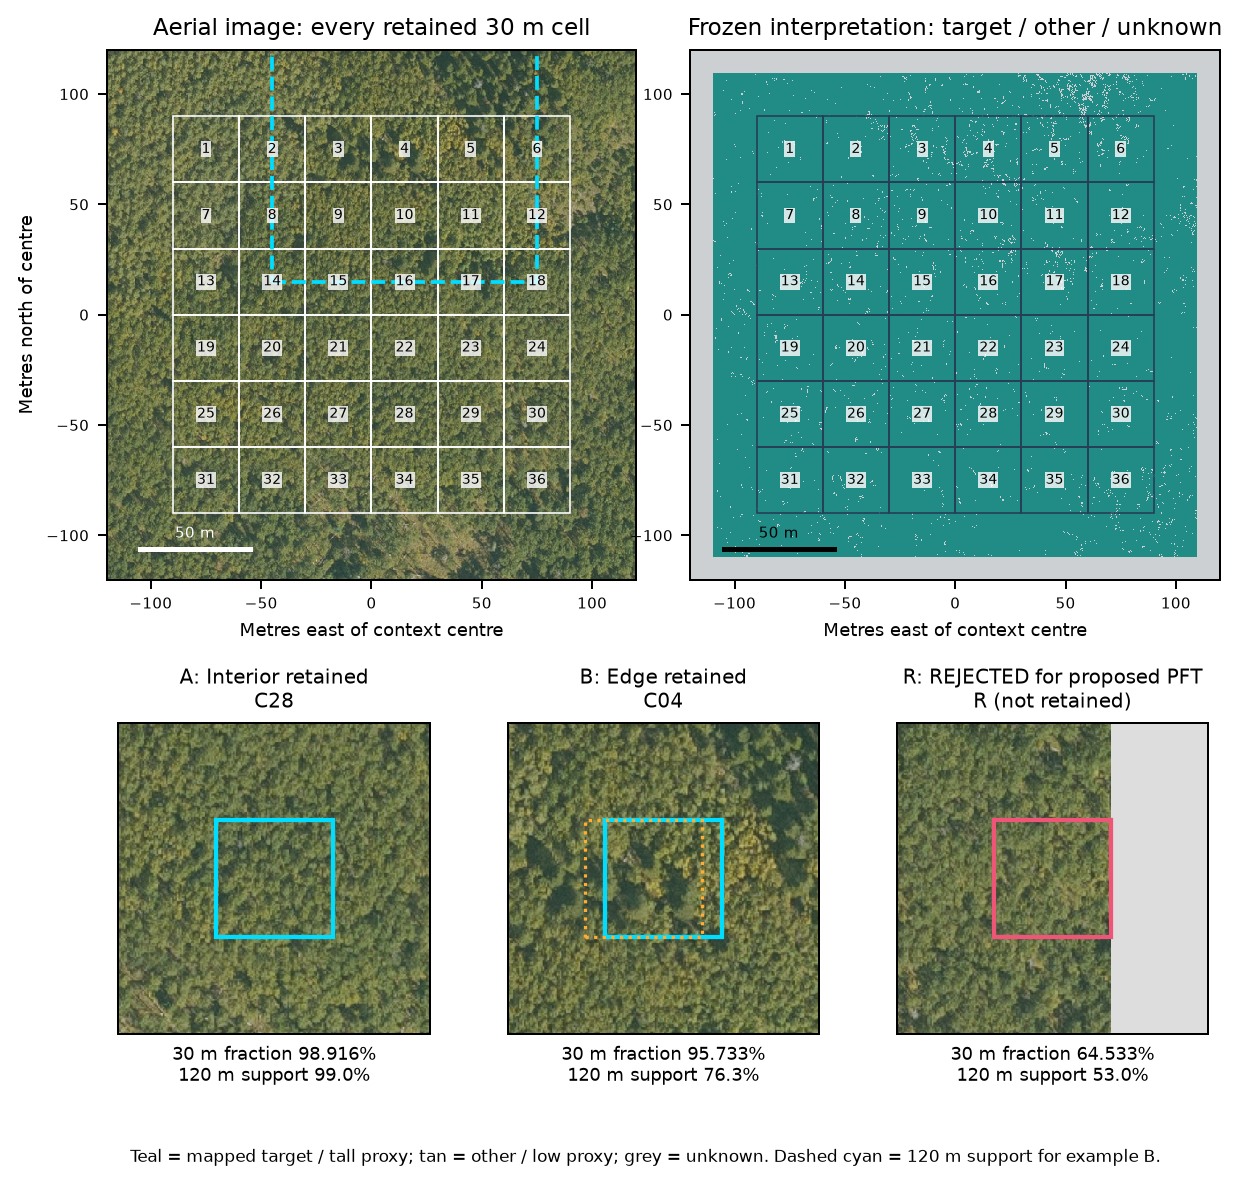 Aerial image: every retained 30 m cell
Frozen interpretation: target / other / unknown
Metres north of centre
100
50
0
−50
−100
1 2 3 4 5 6
7 8 9 10 11 12
13 14 15 16 17 18
19 20 21 22 23 24
25 26 27 28 29 30
31 32 33 34 35 36
50 m
−100 −50 0 50 100
Metres east of context centre
100
50
0
−50
−100
1 2 3 4 5 6
7 8 9 10 11 12
13 14 15 16 17 18
19 20 21 22 23 24
25 26 27 28 29 30
31 32 33 34 35 36
50 m
−100 −50 0 50 100
Metres east of context centre
A: Interior retained
C28
30 m fraction 98.916%
120 m support 99.0%
B: Edge retained
C04
30 m fraction 95.733%
120 m support 76.3%
R: REJECTED for proposed PFT
R (not retained)
30 m fraction 64.533%
120 m support 53.0%
Teal = mapped target / tall proxy; tan = other / low proxy; grey = unknown. Dashed cyan = 120 m support for example B.